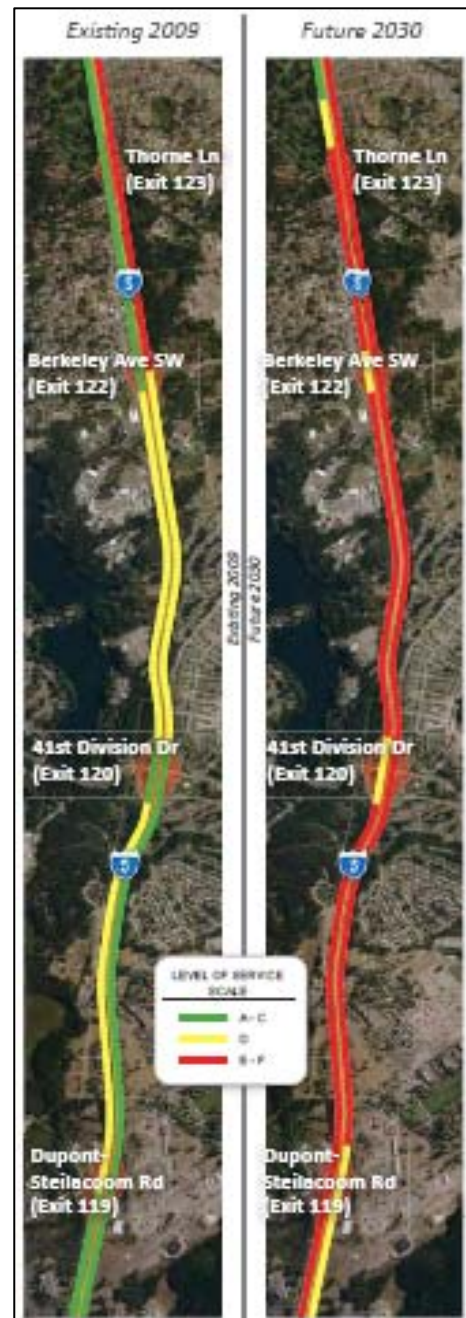 Existing 2009
Thorne Ln
(Exit 123)
5
Berkeley Ave SW
(Exit 122)
41st Division Dr
(Exit 120)
5
Dupont-
Steilacoom Rd
(Exit 119)
Existing 2009
Future 2030
LEVEL OF SERVICE
SCALE
A - C
D
E - F
Future 2030
Thorne Ln
(Exit 123)
5
Berkeley Ave SW
(Exit 122)
41st Division Dr
(Exit 120)
5
Dupont-
Steilacoom Rd
(Exit 119)